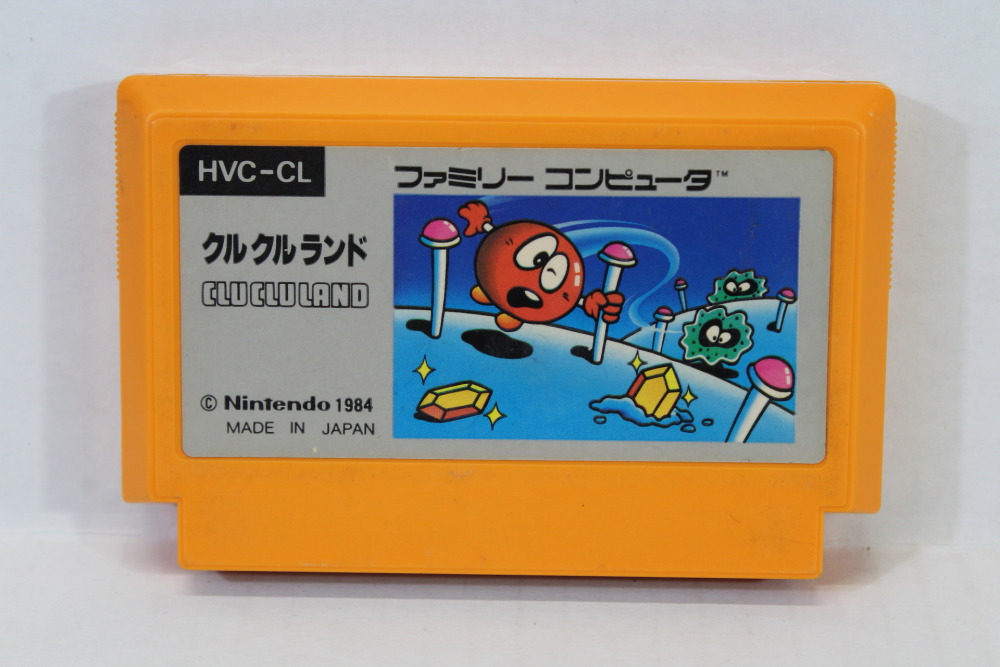 HVC-CL
ファミリー コンピュータ™
クルクルランド
CLU CLU LAND
© Nintendo 1984
MADE IN JAPAN